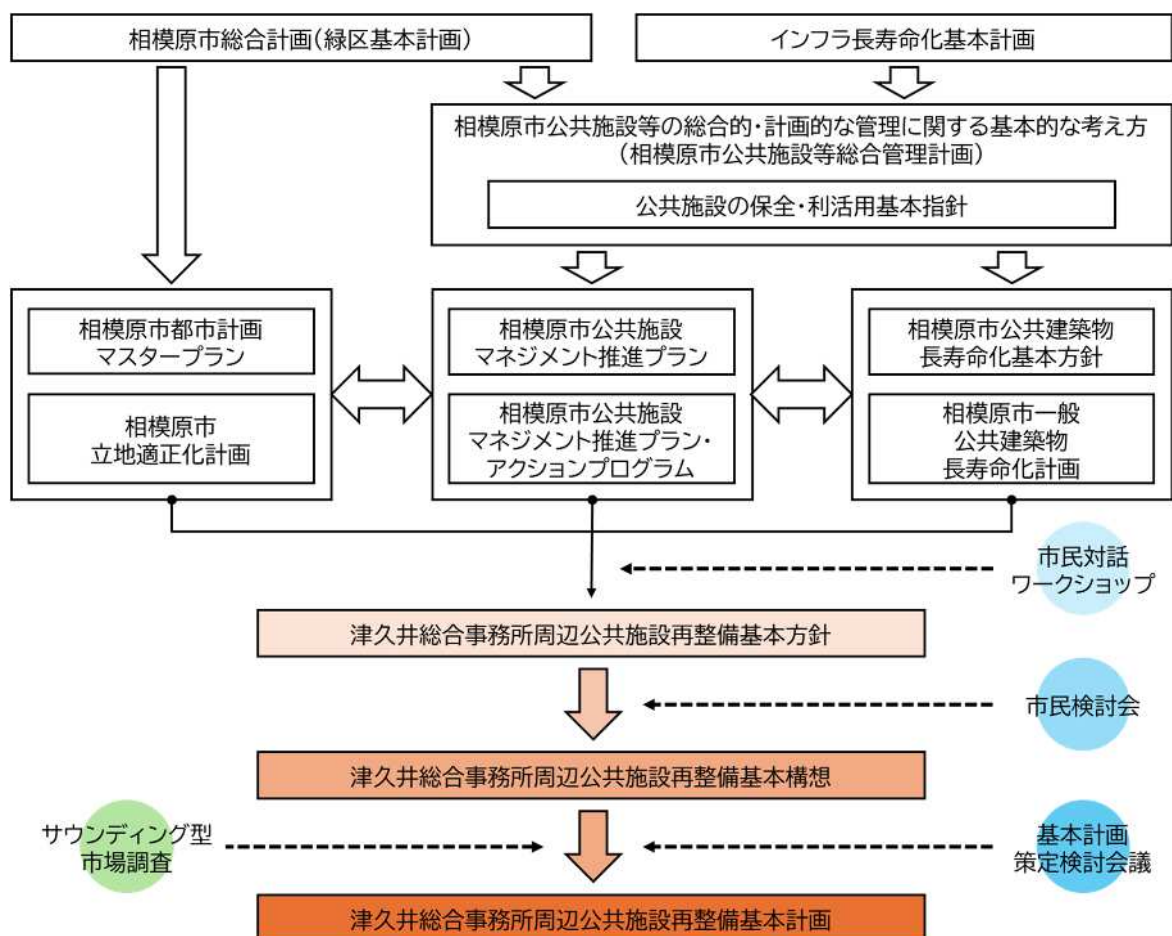 相模原市総合計画(緑区基本計画)
インフラ長寿命化基本計画
相模原市公共施設等の総合的・計画的な管理に関する基本的な考え方
(相模原市公共施設等総合管理計画)
公共施設の保全・利活用基本指針
相模原市都市計画
マスタープラン
相模原市
立地適正化計画
相模原市公共施設
マネジメント推進プラン
相模原市公共施設
マネジメント推進プラン・
アクションプログラム
相模原市公共建築物
長寿命化基本方針
相模原市一般
公共建築物
長寿命化計画
市民対話
ワークショップ
津久井総合事務所周辺公共施設再整備基本方針
市民検討会
津久井総合事務所周辺公共施設再整備基本構想
サウンディング型
市場調査
基本計画
策定検討会議
津久井総合事務所周辺公共施設再整備基本計画